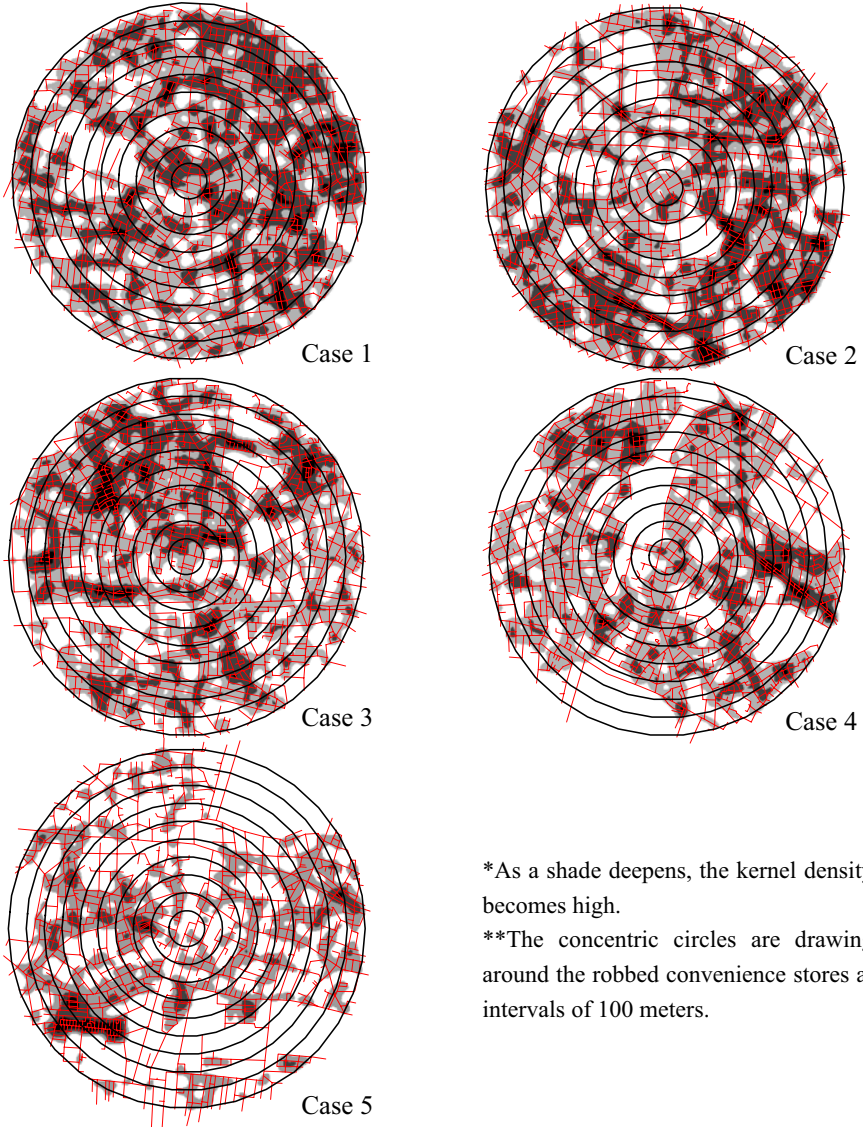 Case 1
Case 2
Case 3
Case 4
Case 5
*As a shade deepens, the kernel density
becomes high.
**The concentric circles are drawing
around the robbed convenience stores a
intervals of 100 meters.